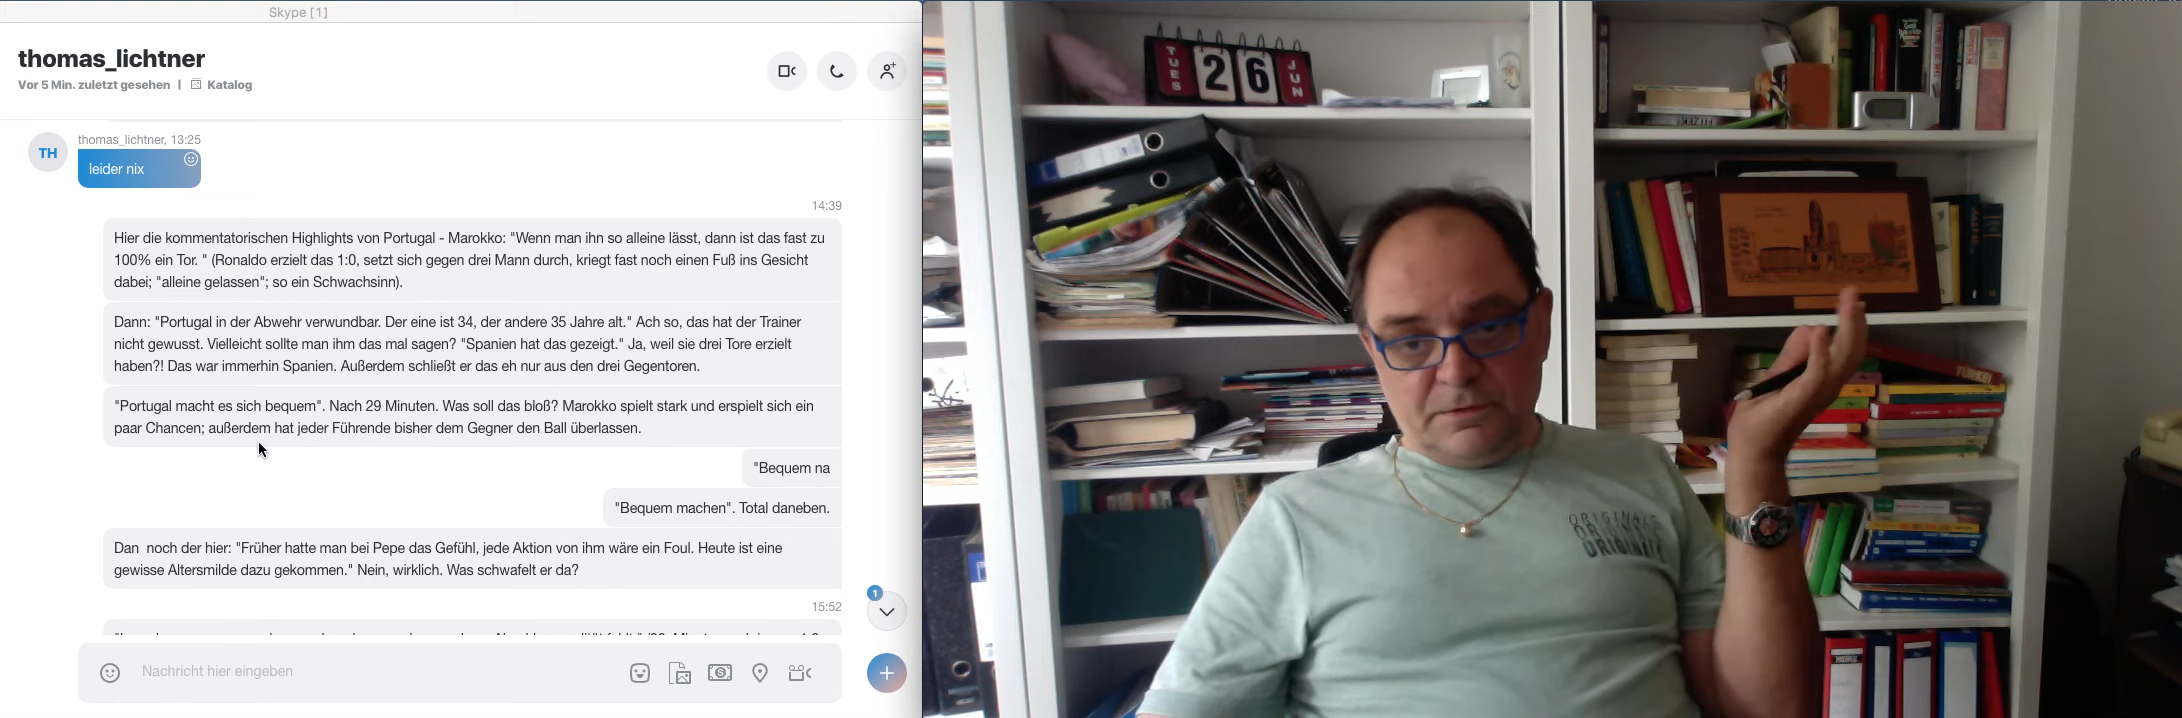 Skype [1]
thomas_lichtner
Vor 5 Min. zuletzt gesehen | Katalog
thomas_lichtner, 13:25
TH
leider nix
14:39
Hier die kommentatorischen Highlights von Portugal - Marokko: "Wenn man ihn so alleine lässt, dann ist das fast zu
100% ein Tor. " (Ronaldo erzielt das 1:0, setzt sich gegen drei Mann durch, kriegt fast noch einen Fuß ins Gesicht
dabei; "alleine gelassen"; so ein Schwachsinn).
Dann: "Portugal in der Abwehr verwundbar. Der eine ist 34, der andere 35 Jahre alt." Ach so, das hat der Trainer
nicht gewusst. Vielleicht sollte man ihm das mal sagen? "Spanien hat das gezeigt." Ja, weil sie drei Tore erzielt
haben?! Das war immerhin Spanien. Außerdem schließt er das eh nur aus den drei Gegentoren.
"Portugal macht es sich bequem". Nach 29 Minuten. Was soll das bloß? Marokko spielt stark und erspielt sich ein
paar Chancen; außerdem hat jeder Führende bisher dem Gegner den Ball überlassen.
"Bequem na
"Bequem machen". Total daneben.
Dan  noch der hier: "Früher hatte man bei Pepe das Gefühl, jede Aktion von ihm wäre ein Foul. Heute ist eine
gewisse Altersmilde dazu gekommen." Nein, wirklich. Was schwafelt er da?
1
15:52
Nachricht hier eingeben
TUES 26 JUN
TÜRKEI
ORIGINALS
ORIGINALS
ORIGINALS